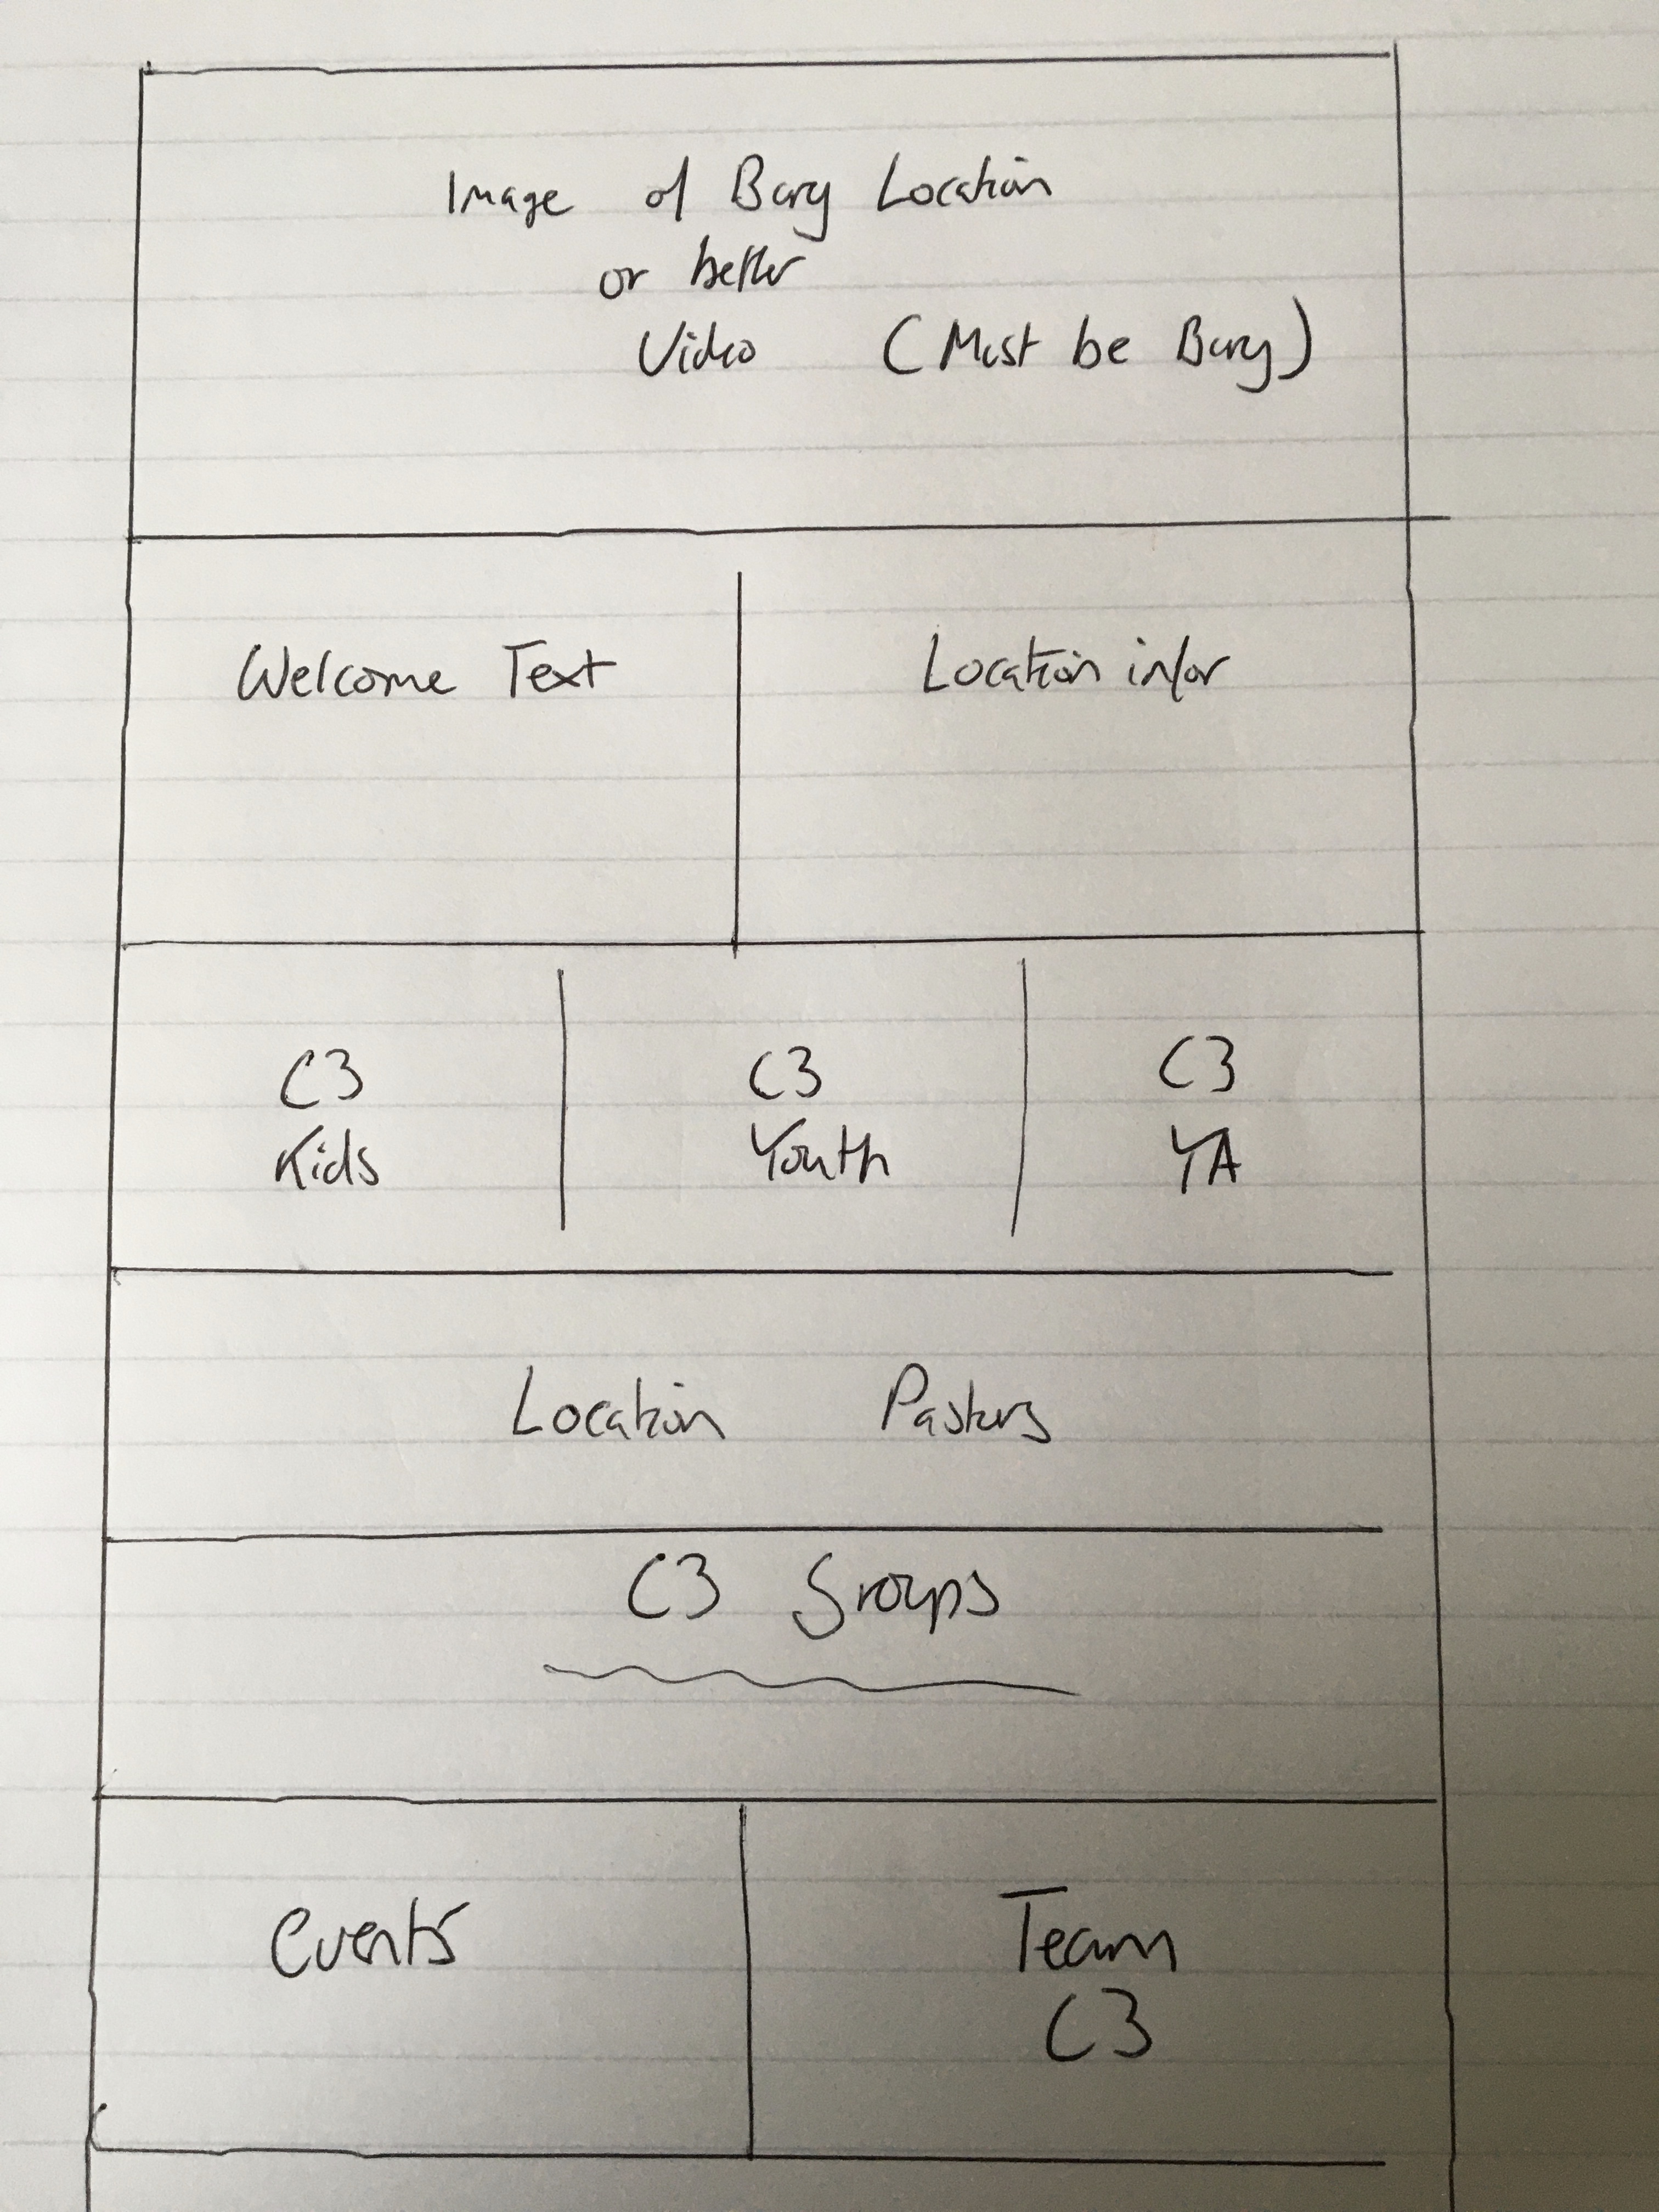 Image of Bury Location
or better
Video (Must be Bury)
Welcome Text
Location infor
C3
Kids
C3
Youth
C3
YA
Location Pastors
C3 Groups
Events
Team
C3